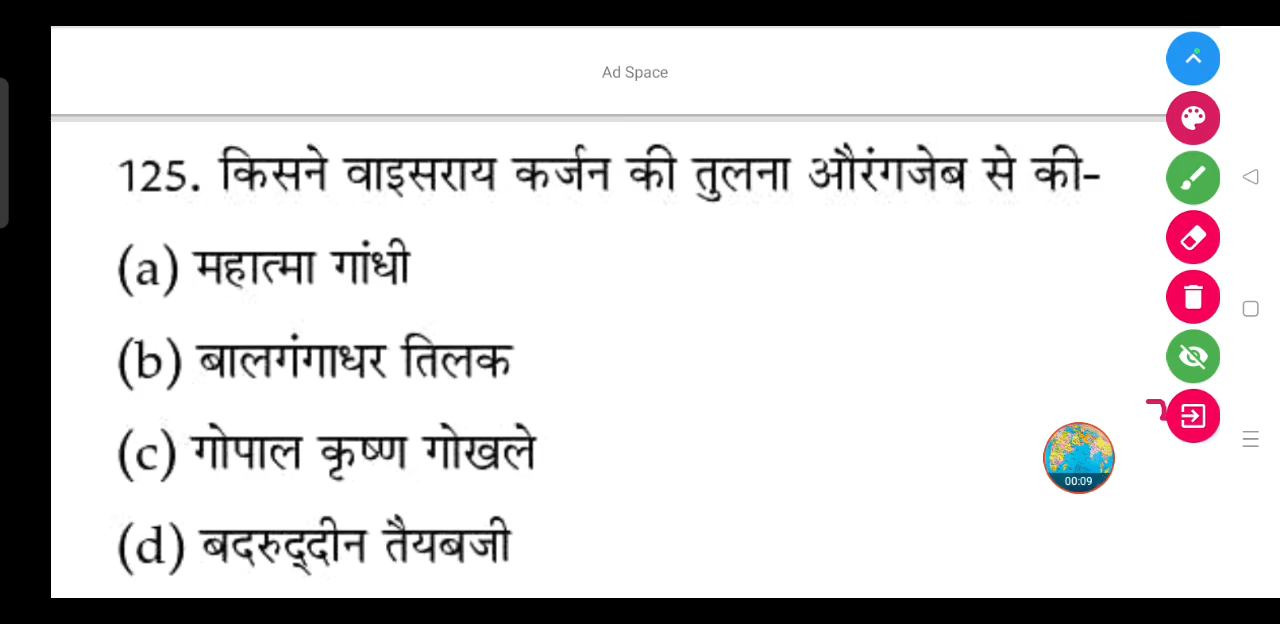 Ad Space
125. किसने वाइसराय कर्जन की तुलना औरंगजेब से की-
(a) महात्मा गांधी
(b) बालगंगाधर तिलक
(c) गोपाल कृष्ण गोखले
00:09
(d) बदरुद्दीन तैयबजी